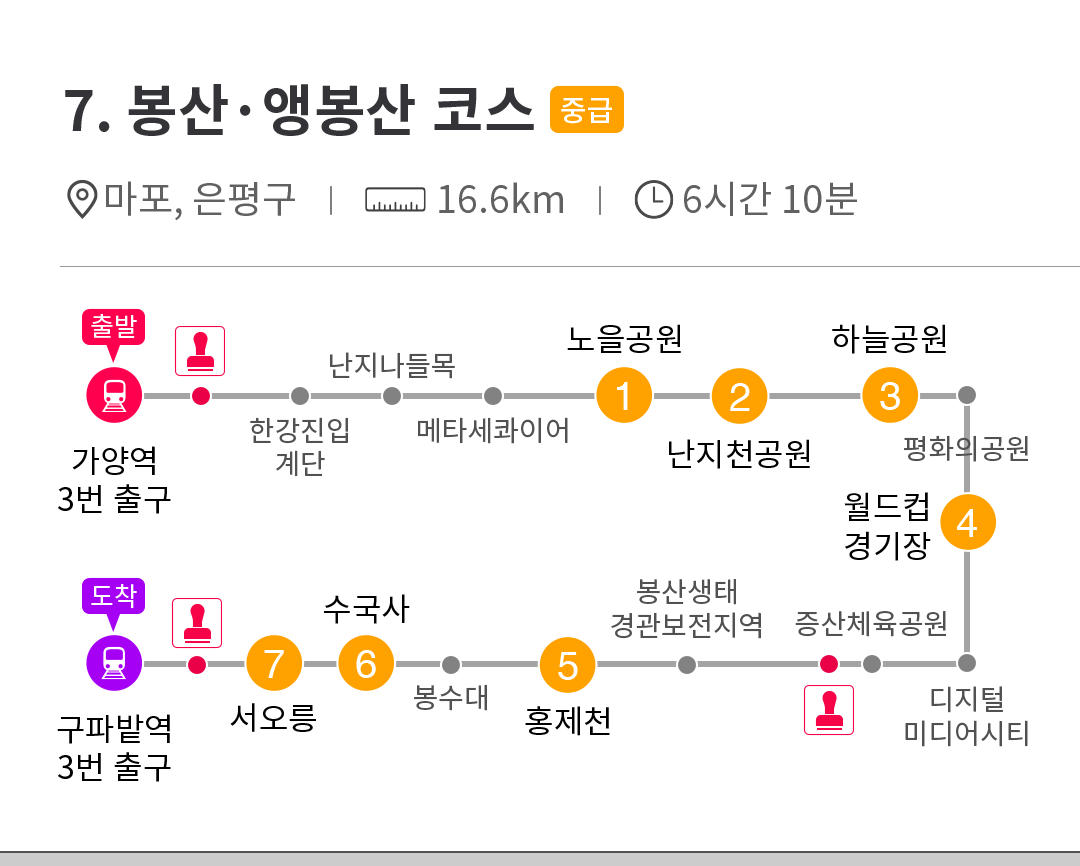 7. 봉산·앵봉산 코스 중급
마포, 은평구 | 16.6km | 6시간 10분
출발
가양역
3번 출구
한강진입
계단
난지나들목
메타세콰이어
노을공원
1
2
난지천공원
하늘공원
3
평화의공원
월드컵
경기장
4
디지털
미디어시티
증산체육공원
봉산생태
경관보전지역
5
홍제천
봉수대
수국사
6
7
서오릉
도착
구파발역
3번 출구